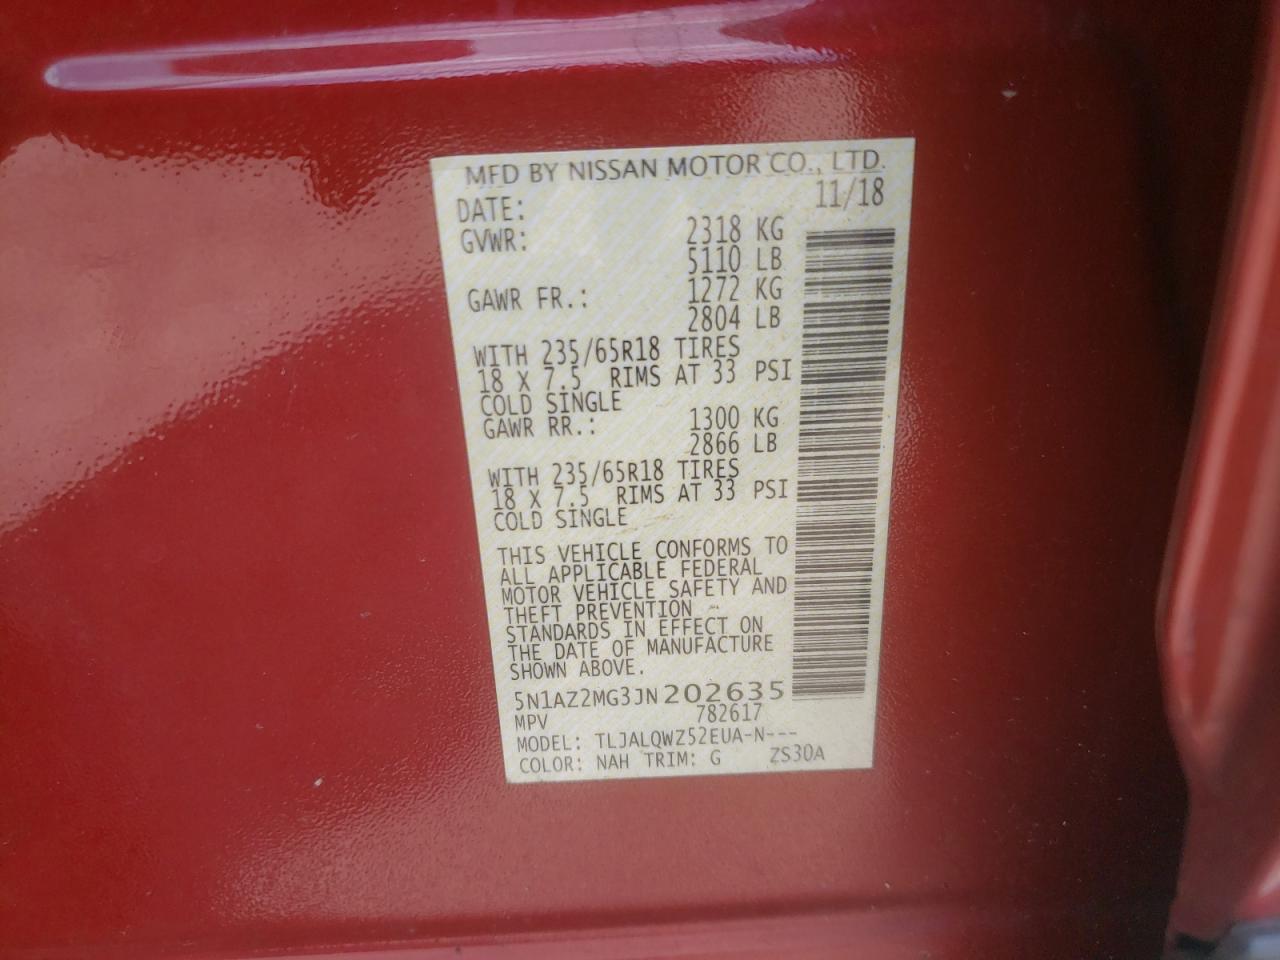 MFD BY NISSAN MOTOR CO., LTD.
DATE: 11/18
GVWR: 2318 KG
5110 LB
GAWR FR.: 1272 KG
2804 LB
WITH 235/65R18 TIRES
18 X 7.5 RIMS AT 33 PSI
COLD SINGLE
GAWR RR.: 1300 KG
2866 LB
WITH 235/65R18 TIRES
18 X 7.5 RIMS AT 33 PSI
COLD SINGLE
THIS VEHICLE CONFORMS TO
ALL APPLICABLE FEDERAL
MOTOR VEHICLE SAFETY AND
THEFT PREVENTION
STANDARDS IN EFFECT ON
THE DATE OF MANUFACTURE
SHOWN ABOVE.
5N1AZ2MG3JN202635
MPV 782617
MODEL: TLJALQWZ52EUA-N---
COLOR: NAH TRIM: G ZS30A